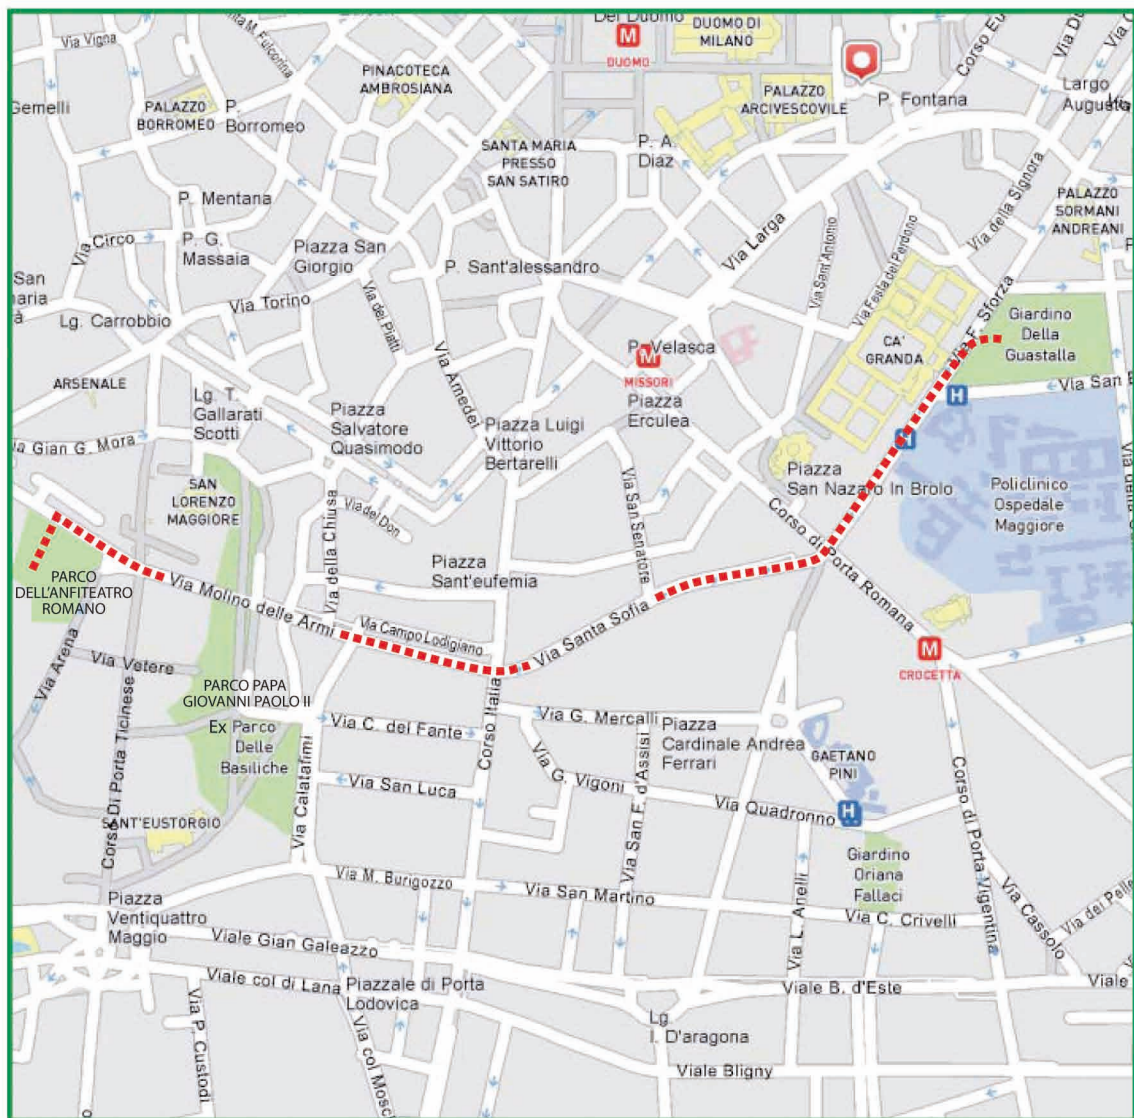 Del Duomo
DUOMO DI
MILANO
M
DUOMO
Via Vigna
PINACOTECA
AMBROSIANA
PALAZZO
ARCIVESCOVILE
P. Fontana
Largo
Gemelli
PALAZZO
BORROMEO
P.
Borromeo
SANTA MARIA
PRESSO
SAN SATIRO
P. A.
Diaz
Via della Signora
P. Mentana
PALAZZO
SORMANI
ANDREANI
Via Circo
P. G.
Massaia
Piazza San
Giorgio
P. Sant'alessandro
Via Larga
Via Sant'Antonio
Via Festa del Perdono
Via Torino
Via dei Piatti
San
Lg. Carrobbio
Via F. Sforza
Giardino
Della
Guastalla
CA'
GRANDA
P. Velasca
M
MISSORI
Piazza
Erculea
Via Amedei
ARSENALE
Lg. T.
Gallarati
Scotti
Piazza
Salvatore
Quasimodo
Piazza Luigi
Vittorio
Bertarelli
H
H
Via Gian G. Mora
SAN
LORENZO
MAGGIORE
Via della Chiusa
Via del Don
Via San Senatore
Piazza
San Nazaro In Brolo
Policlinico
Ospedale
Maggiore
Corso di Porta Romana
Piazza
Sant'eufemia
PARCO
DELL'ANFITEATRO
ROMANO
Via Molino delle Armi
Via Campo Lodigiano
Via Santa Sofia
M
CROCETTA
Via Arena
Via Vetere
PARCO PAPA
GIOVANNI PAOLO II
Ex Parco
Delle
Basiliche
Via C. del Fante
Corso Italia
Via G. Mercalli
Piazza
Cardinale Andrea
Ferrari
GAETANO
PINI
Via San Luca
Via G. Vigoni
Via San F. d'Assisi
Via Quadronno
H
Corso Di Porta Ticinese
SANT'EUSTORGIO
Via Calatafimi
Giardino
Oriana
Fallaci
Via M. Burigozzo
Via San Martino
Via L. Anelli
Via C. Crivelli
Corso di Porta Vigentina
Via Cassolo
Piazza
Ventiquattro
Maggio
Viale Gian Galeazzo
Viale col di Lana
Piazzale di Porta
Lodovica
Viale B. d'Este
Viale
Lg
I. D'aragona
Via P. Custodi
Via col Mosch
Viale Bligny